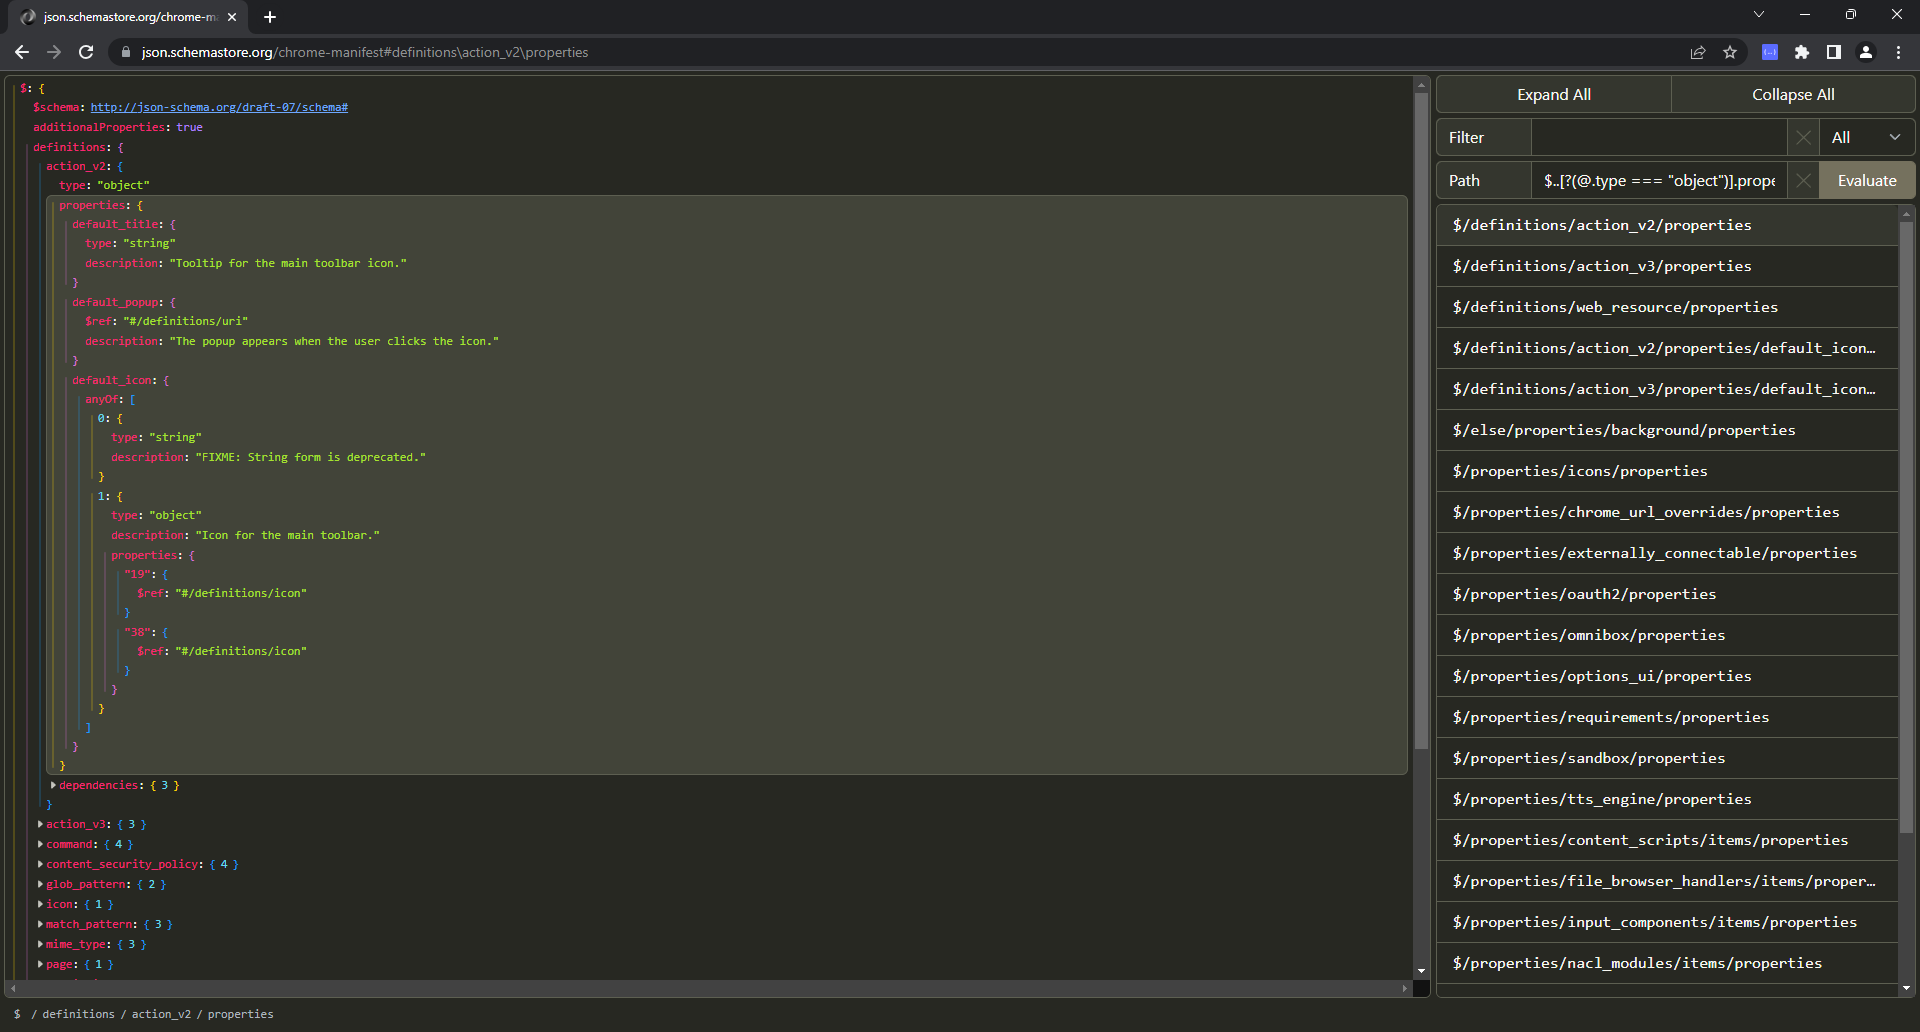 json.schemastore.org/chrome-m
json.schemastore.org/chrome-manifest#definitions\action_v2\properties
$: {
$schema: http://json-schema.org/draft-07/schema#
additionalProperties: true
definitions: {
action_v2: {
type: "object"
properties: {
default_title: {
type: "string"
description: "Tooltip for the main toolbar icon."
}
default_popup: {
$ref: "#/definitions/uri"
description: "The popup appears when the user clicks the icon."
}
default_icon: {
anyOf: [
0: {
type: "string"
description: "FIXME: String form is deprecated."
}
1: {
type: "object"
description: "Icon for the main toolbar."
properties: {
"19": {
$ref: "#/definitions/icon"
}
"38": {
$ref: "#/definitions/icon"
}
}
}
]
}
}
dependencies: { 3 }
}
action_v3: { 3 }
command: { 4 }
content_security_policy: { 4 }
glob_pattern: { 2 }
icon: { 1 }
match_pattern: { 3 }
mime_type: { 3 }
page: { 1 }
$ / definitions / action_v2 / properties
Expand All Collapse All
Filter All
Path $..[?(@.type === "object")].prope Evaluate
$/definitions/action_v2/properties
$/definitions/action_v3/properties
$/definitions/web_resource/properties
$/definitions/action_v2/properties/default_icon…
$/definitions/action_v3/properties/default_icon…
$/else/properties/background/properties
$/properties/icons/properties
$/properties/chrome_url_overrides/properties
$/properties/externally_connectable/properties
$/properties/oauth2/properties
$/properties/omnibox/properties
$/properties/options_ui/properties
$/properties/requirements/properties
$/properties/sandbox/properties
$/properties/tts_engine/properties
$/properties/content_scripts/items/properties
$/properties/file_browser_handlers/items/proper…
$/properties/input_components/items/properties
$/properties/nacl_modules/items/properties